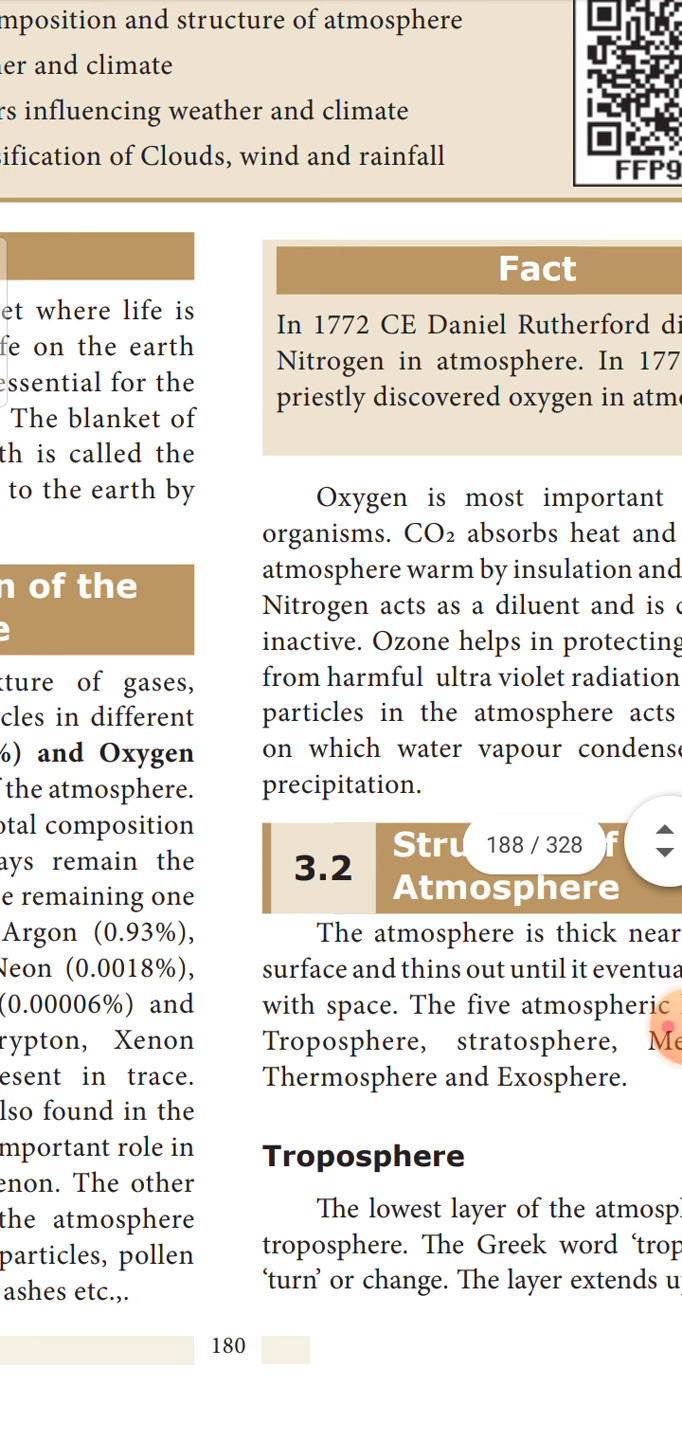 mposition and structure of atmosphere
er and climate
rs influencing weather and climate
sification of Clouds, wind and rainfall
FFP9
et where life is
fe on the earth
essential for the
The blanket of
th is called the
to the earth by
n of the
e
xture of gases,
cles in different
%) and Oxygen
the atmosphere.
otal composition
ays remain the
e remaining one
Argon (0.93%),
Neon (0.0018%),
(0.00006%) and
rypton, Xenon
esent in trace.
lso found in the
mportant role in
enon. The other
the atmosphere
particles, pollen
ashes etc.,.
Fact
In 1772 CE Daniel Rutherford di
Nitrogen in atmosphere. In 177
priestly discovered oxygen in atm
Oxygen is most important
organisms. CO₂ absorbs heat and
atmosphere warm by insulation and
Nitrogen acts as a diluent and is
inactive. Ozone helps in protecting
from harmful ultra violet radiation
particles in the atmosphere acts
on which water vapour condens
precipitation.
3.2 Stru f
Atmosphere
188 / 328
The atmosphere is thick near
surface and thins out until it eventua
with space. The five atmospheric
Troposphere, stratosphere, Me
Thermosphere and Exosphere.
Troposphere
The lowest layer of the atmosp
troposphere. The Greek word ‘trop
‘turn’ or change. The layer extends u
180